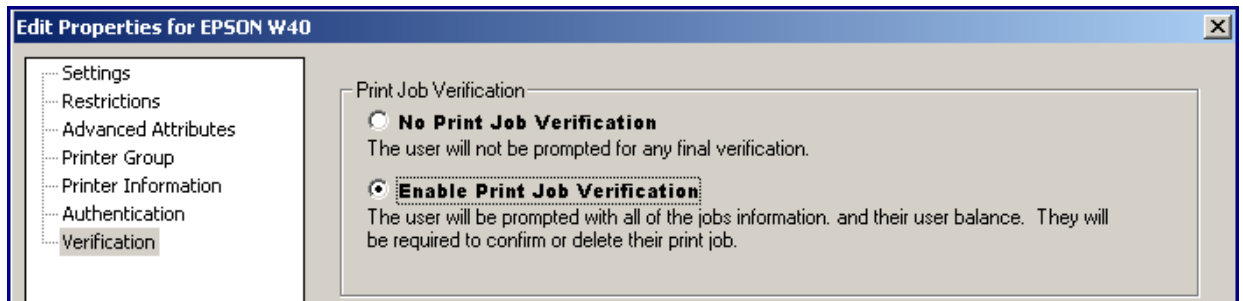 Edit Properties for EPSON W40
Settings
Restrictions
Advanced Attributes
Printer Group
Printer Information
Authentication
Verification
Print Job Verification
No Print Job Verification
The user will not be prompted for any final verification.
Enable Print Job Verification
The user will be prompted with all of the jobs information. and their user balance. They will
be required to confirm or delete their print job.